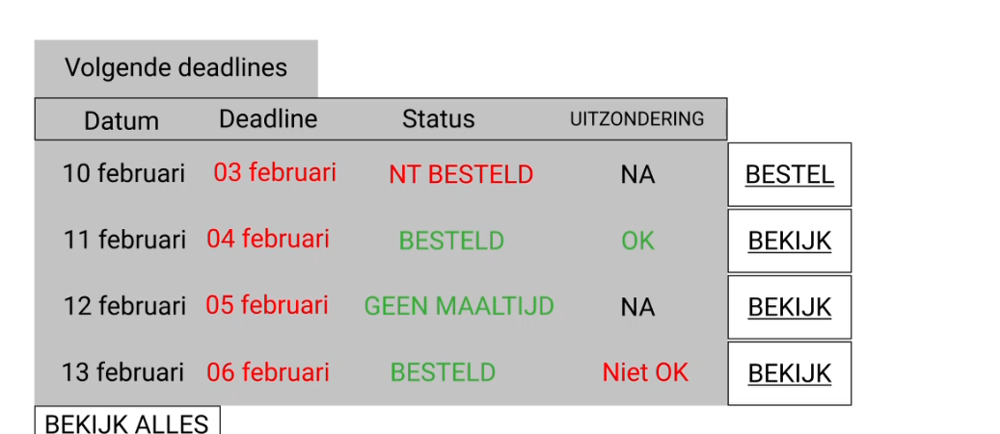 Volgende deadlines
Datum Deadline Status UITZONDERING
10 februari 03 februari NT BESTELD NA BESTEL
11 februari 04 februari BESTELD OK BEKIJK
12 februari 05 februari GEEN MAALTIJD NA BEKIJK
13 februari 06 februari BESTELD Niet OK BEKIJK
BEKIJK ALLES